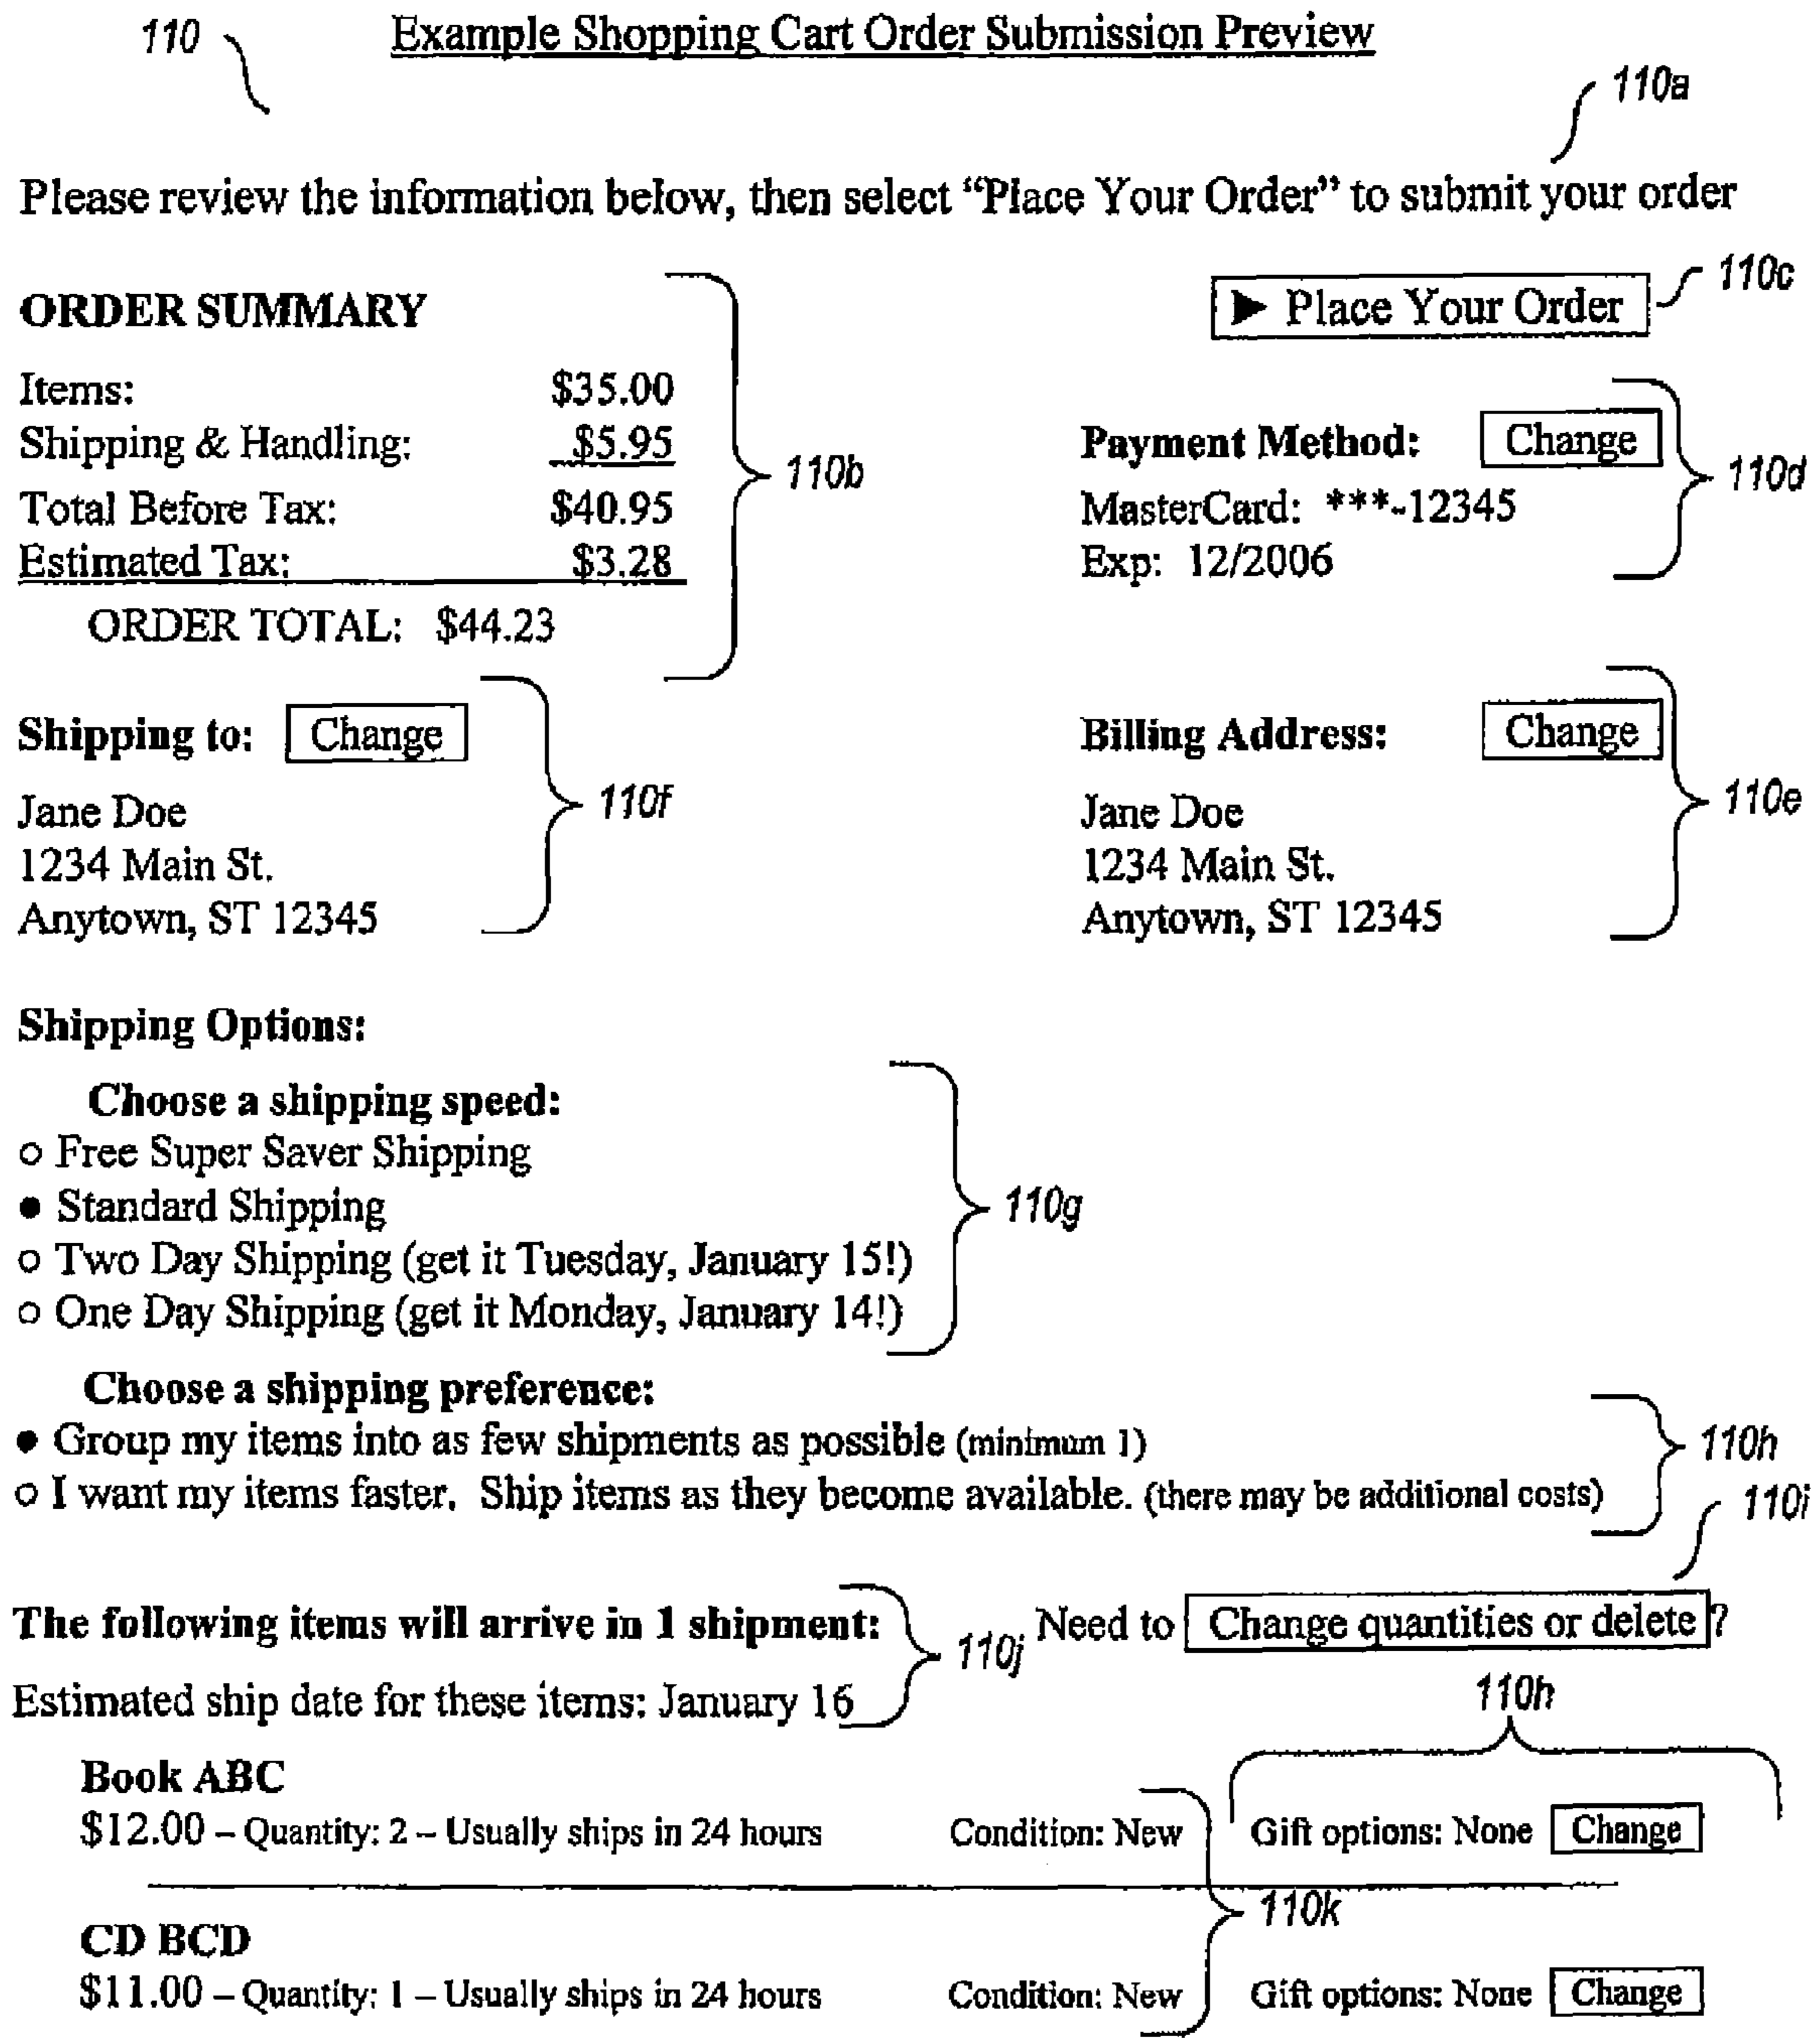 110
Example Shopping Cart Order Submission Preview
110a
Please review the information below, then select “Place Your Order” to submit your order
ORDER SUMMARY
Items: $35.00
Shipping & Handling: $5.95
Total Before Tax: $40.95
Estimated Tax: $3.28
ORDER TOTAL: $44.23
110b
► Place Your Order
110c
Payment Method: Change
MasterCard: ***-12345
Exp: 12/2006
110d
Shipping to: Change
Jane Doe
1234 Main St.
Anytown, ST 12345
110f
Billing Address: Change
Jane Doe
1234 Main St.
Anytown, ST 12345
110e
Shipping Options:
Choose a shipping speed:
○ Free Super Saver Shipping
● Standard Shipping
○ Two Day Shipping (get it Tuesday, January 15!)
○ One Day Shipping (get it Monday, January 14!)
110g
Choose a shipping preference:
● Group my items into as few shipments as possible (minimum 1)
○ I want my items faster. Ship items as they become available. (there may be additional costs)
110h
110i
The following items will arrive in 1 shipment:
Estimated ship date for these items: January 16
110j
Need to Change quantities or delete?
110h
Book ABC
$12.00 – Quantity: 2 – Usually ships in 24 hours Condition: New Gift options: None Change
110k
CD BCD
$11.00 – Quantity: 1 – Usually ships in 24 hours Condition: New Gift options: None Change